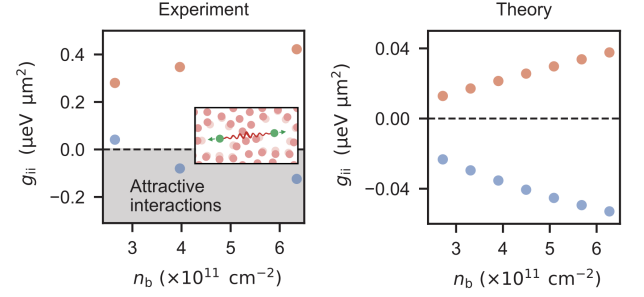 Experiment
g_ii (μeV μm²)
0.4
0.2
0.0
−0.2
Attractive
interactions
3 4 5 6
n_b (×10¹¹ cm⁻²)
Theory
g_ii (μeV μm²)
0.04
0.00
−0.04
3 4 5 6
n_b (×10¹¹ cm⁻²)